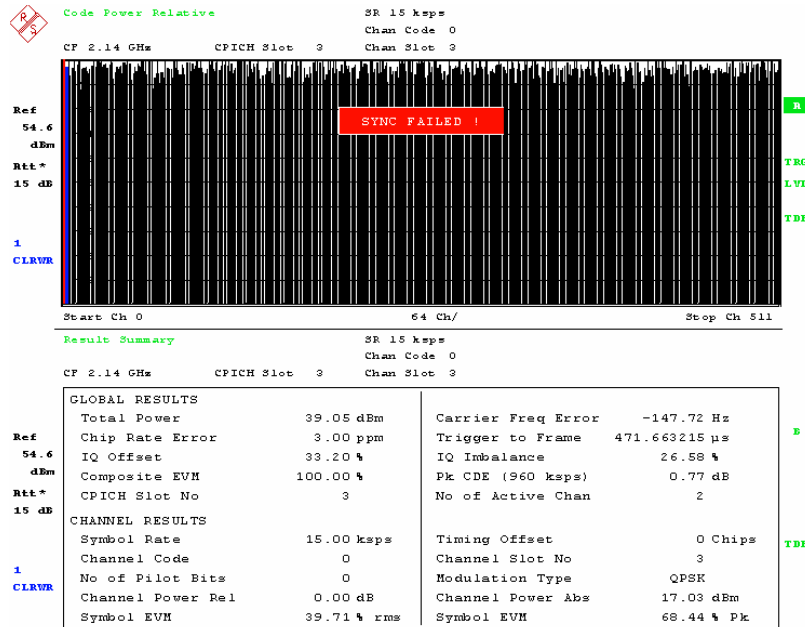 R
S
Code Power Relative SR 15 ksps
Chan Code 0
CF 2.14 GHz CPICH Slot 3 Chan Slot 3
Ref
54.6
dBm
Att*
15 dB
1
CLRWR
SYNC FAILED !
R
TRG
LVL
TDF
Start Ch 0 64 Ch/ Stop Ch 511
Result Summary SR 15 ksps
Chan Code 0
CF 2.14 GHz CPICH Slot 3 Chan Slot 3
GLOBAL RESULTS
Total Power 39.05 dBm Carrier Freq Error -147.72 Hz
Chip Rate Error 3.00 ppm Trigger to Frame 471.663215 µs
IQ Offset 33.20 % IQ Imbalance 26.58 %
Composite EVM 100.00 % Pk CDE (960 ksps) 0.77 dB
CPICH Slot No 3 No of Active Chan 2
CHANNEL RESULTS
Symbol Rate 15.00 ksps Timing Offset 0 Chips
Channel Code 0 Channel Slot No 3
No of Pilot Bits 0 Modulation Type QPSK
Channel Power Rel 0.00 dB Channel Power Abs 17.03 dBm
Symbol EVM 39.71 % rms Symbol EVM 68.44 % Pk
Ref
54.6
dBm
Att*
15 dB
1
CLRWR
B